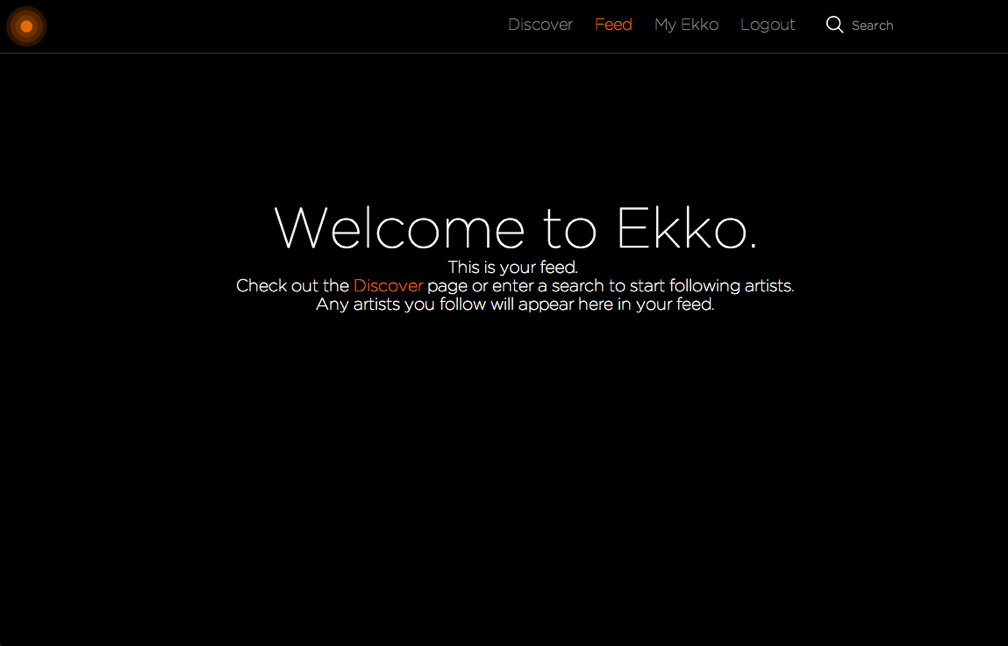 Discover Feed My Ekko Logout Search
Welcome to Ekko.
This is your feed.
Check out the Discover page or enter a search to start following artists.
Any artists you follow will appear here in your feed.